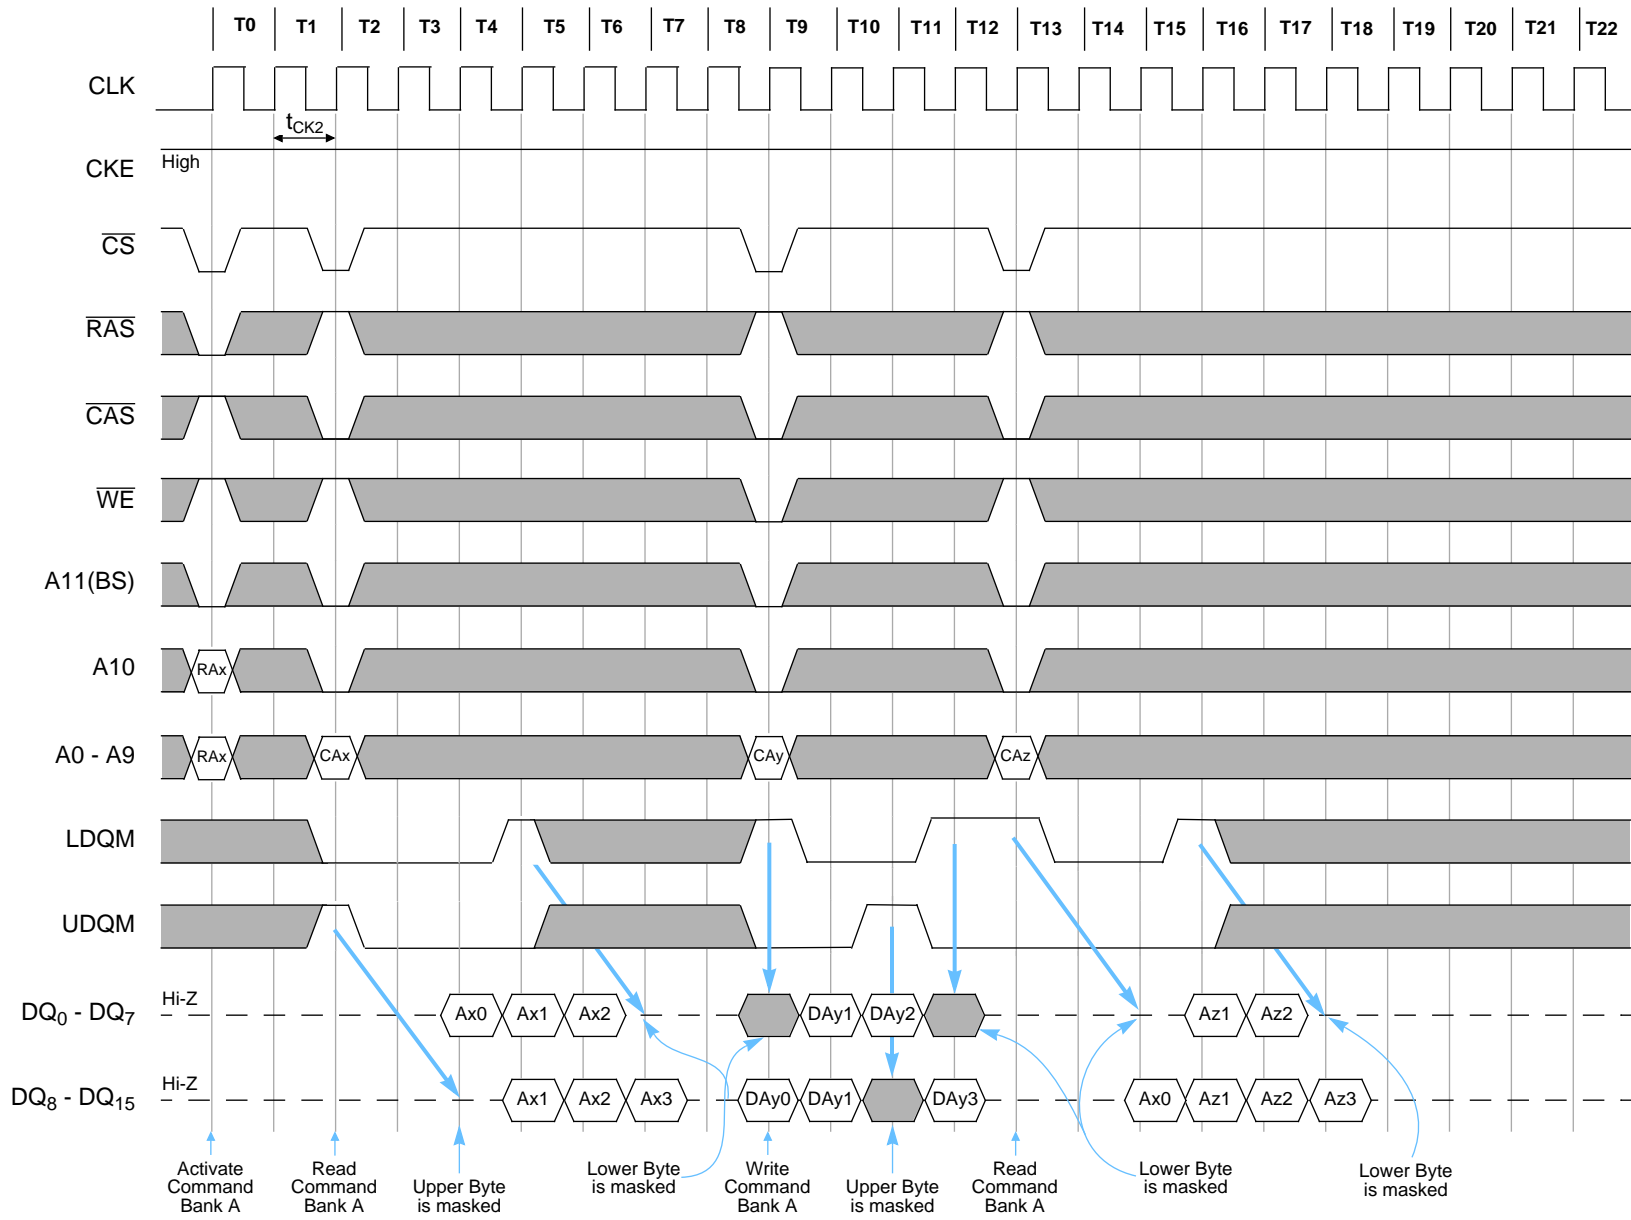 T0 T1 T2 T3 T4 T5 T6 T7 T8 T9 T10 T11 T12 T13 T14 T15 T16 T17 T18 T19 T20 T21 T22
CLK
tCK2
CKE
High
CS
RAS
CAS
WE
A11(BS)
A10
RAx
A0 - A9
RAx CAx CAy CAz
LDQM
UDQM
DQ0 - DQ7
Hi-Z
Ax0 Ax1 Ax2 DAy1 DAy2 Az1 Az2
DQ8 - DQ15
Hi-Z
Ax1 Ax2 Ax3 DAy0 DAy1 DAy3 Ax0 Az1 Az2 Az3
Activate
Command
Bank A
Read
Command
Bank A
Upper Byte
is masked
Lower Byte
is masked
Write
Command
Bank A
Upper Byte
is masked
Read
Command
Bank A
Lower Byte
is masked
Lower Byte
is masked